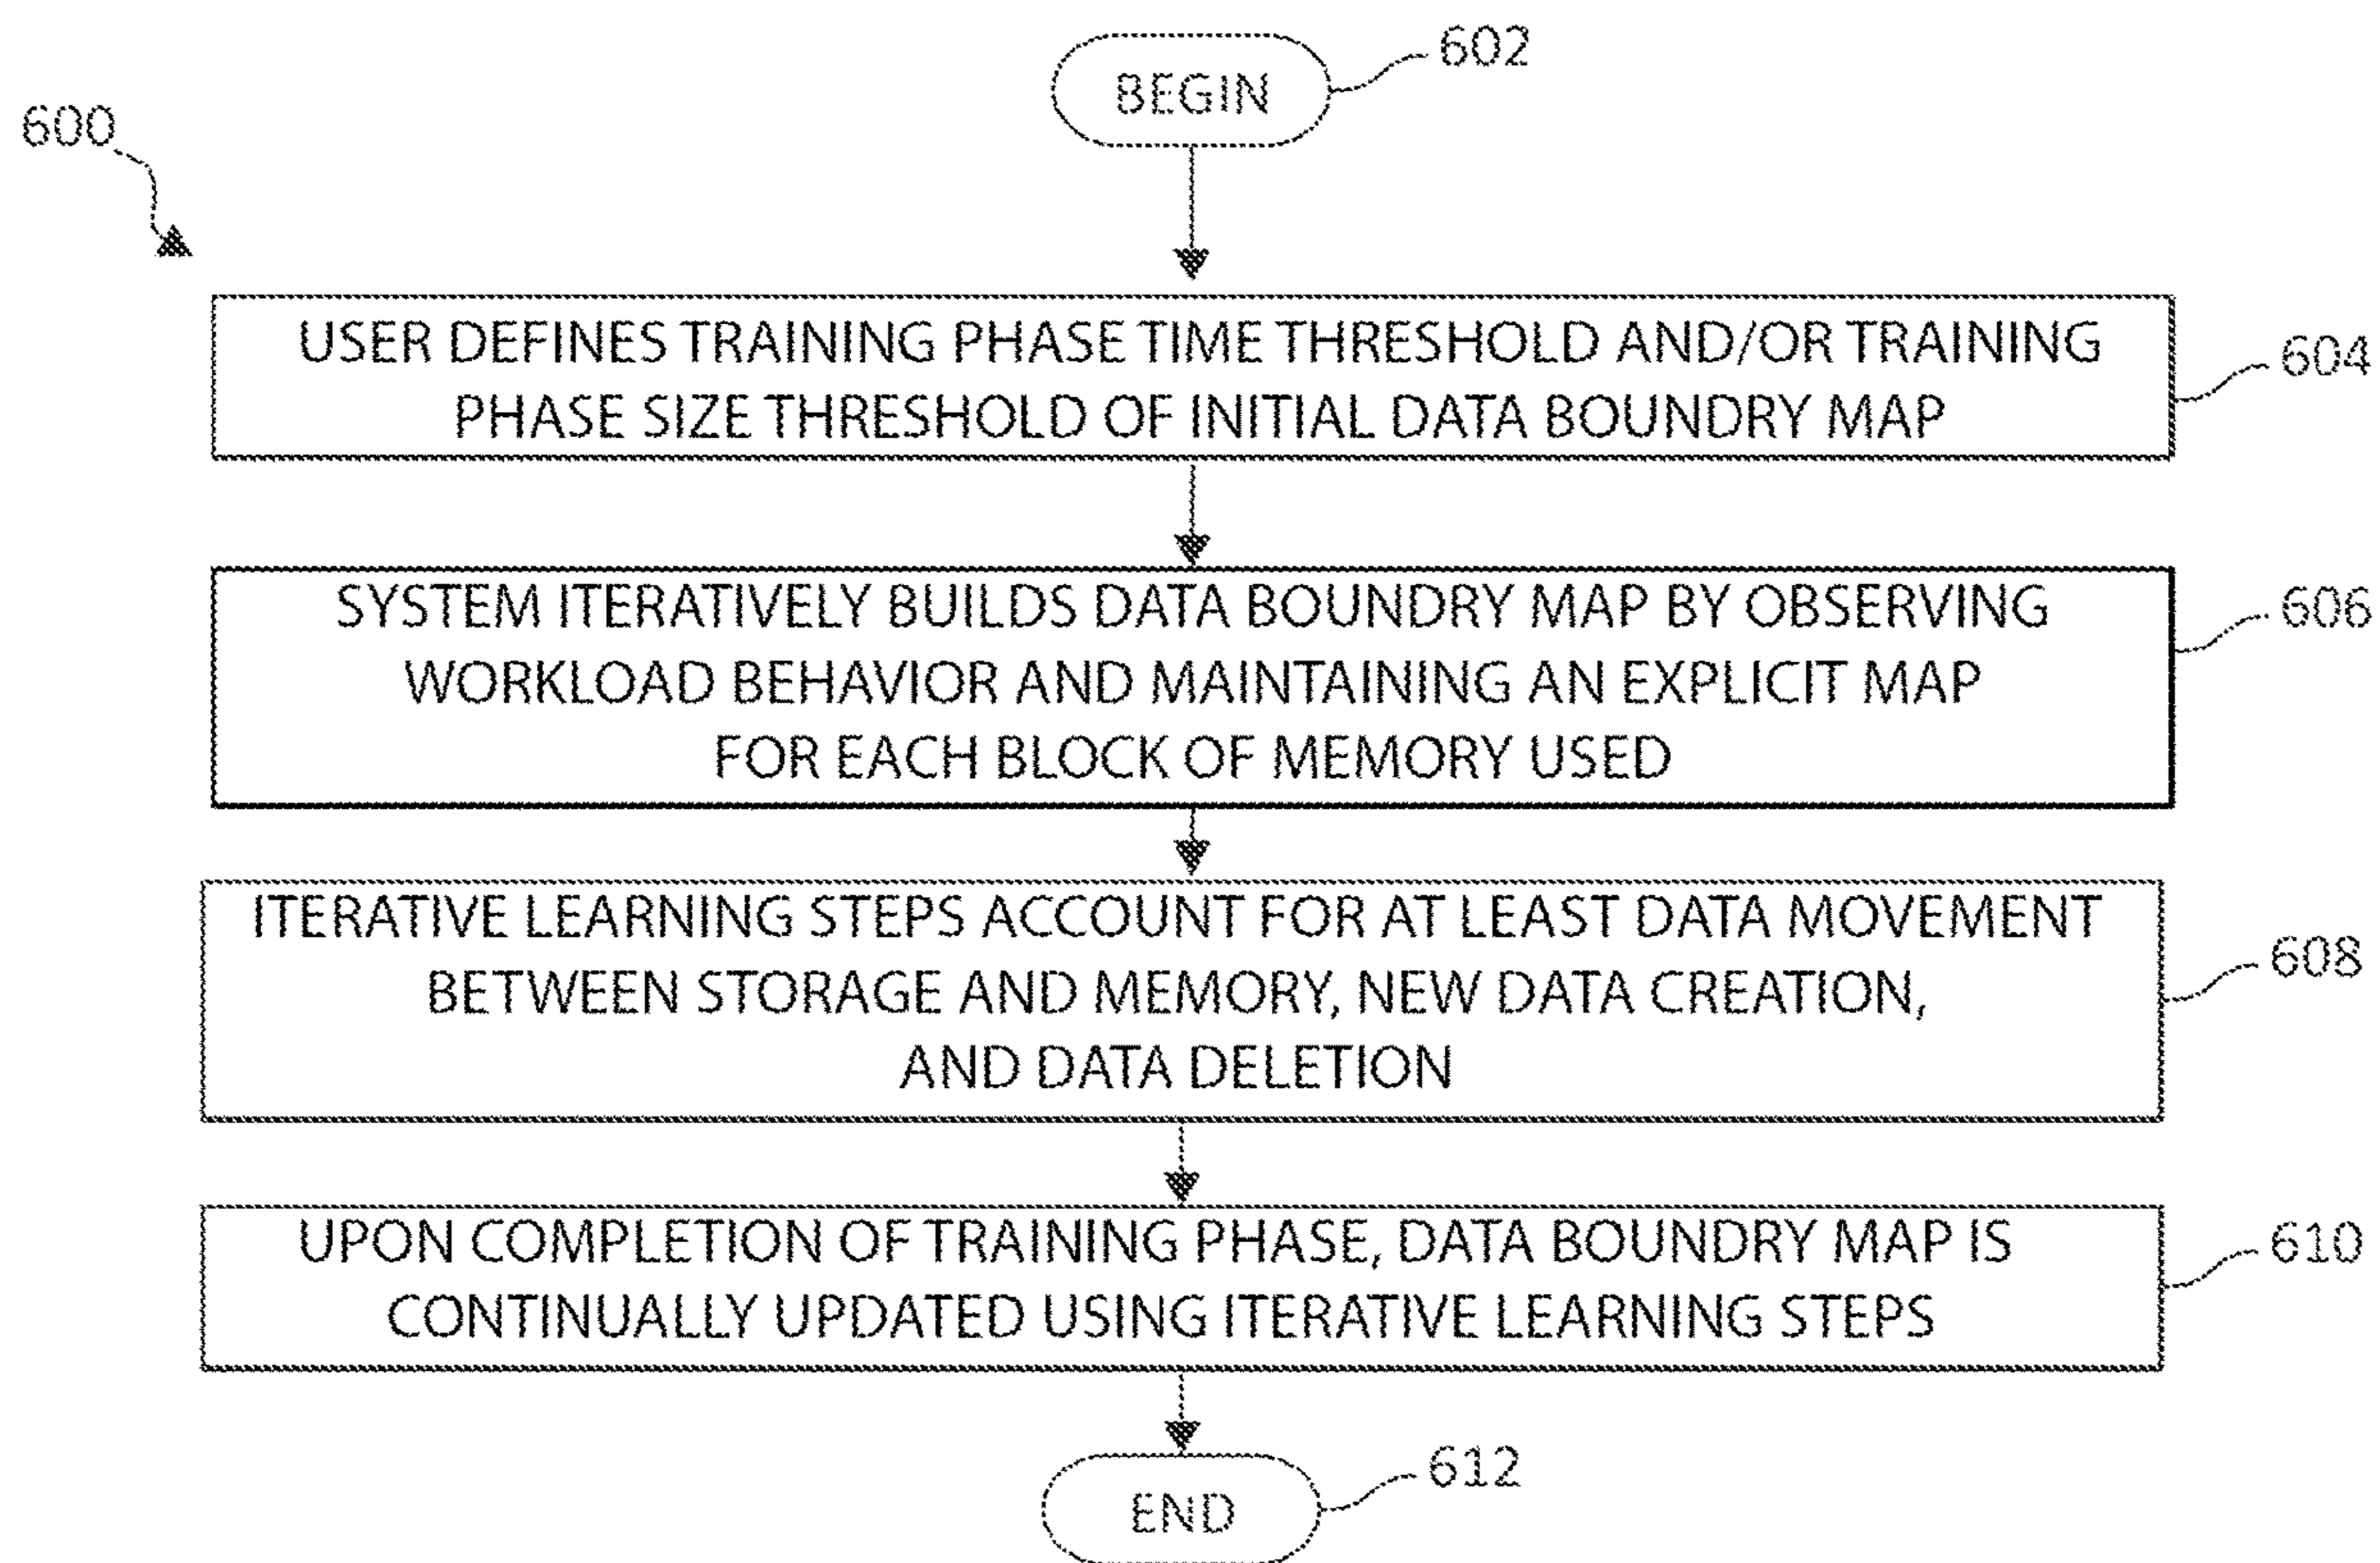 BEGIN
602
600
USER DEFINES TRAINING PHASE TIME THRESHOLD AND/OR TRAINING
PHASE SIZE THRESHOLD OF INITIAL DATA BOUNDRY MAP
604
SYSTEM ITERATIVELY BUILDS DATA BOUNDRY MAP BY OBSERVING
WORKLOAD BEHAVIOR AND MAINTAINING AN EXPLICIT MAP
FOR EACH BLOCK OF MEMORY USED
606
ITERATIVE LEARNING STEPS ACCOUNT FOR AT LEAST DATA MOVEMENT
BETWEEN STORAGE AND MEMORY, NEW DATA CREATION,
AND DATA DELETION
608
UPON COMPLETION OF TRAINING PHASE, DATA BOUNDRY MAP IS
CONTINUALLY UPDATED USING ITERATIVE LEARNING STEPS
610
END
612